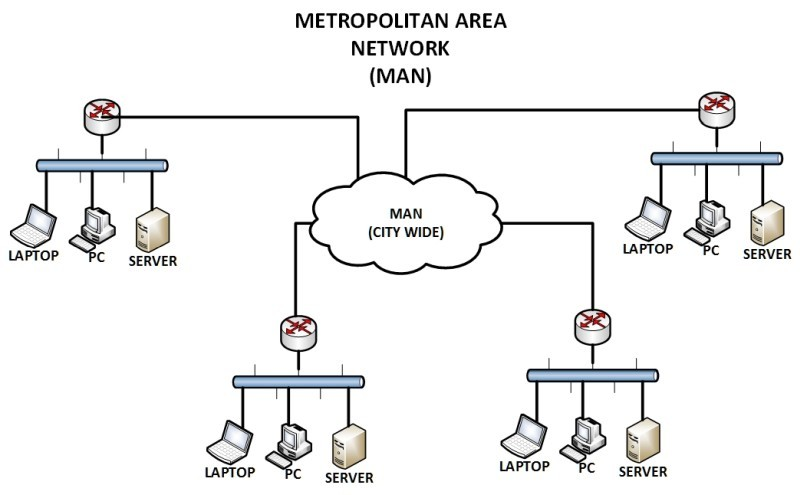 METROPOLITAN AREA
NETWORK
(MAN)
MAN
(CITY WIDE)
LAPTOP
PC
SERVER
LAPTOP
PC
SERVER
LAPTOP
PC
SERVER
LAPTOP
PC
SERVER